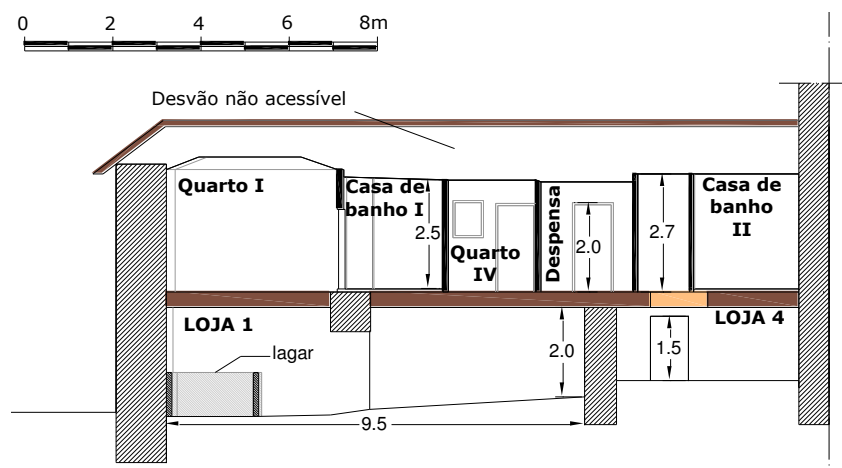 0 2 4 6 8m
Desvão não acessível
Quarto I
Casa de
banho I
2.5
Quarto
IV
Despensa
2.0
2.7
Casa de
banho
II
LOJA 1
LOJA 4
lagar
2.0
1.5
9.5